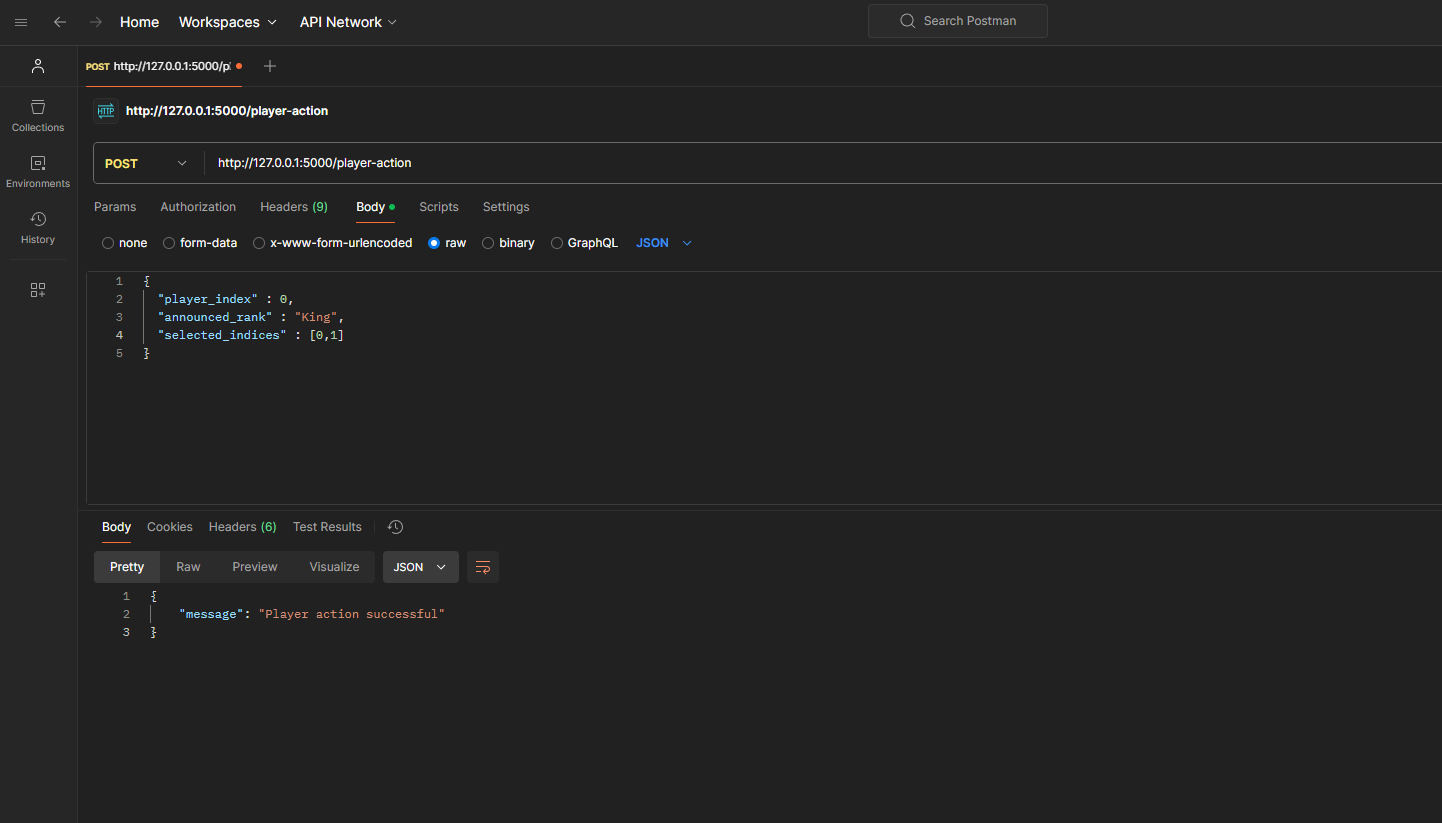 Home Workspaces API Network Search Postman
POST http://127.0.0.1:5000/pl
Collections
Environments
History
HTTP http://127.0.0.1:5000/player-action
POST http://127.0.0.1:5000/player-action
Params Authorization Headers (9) Body Scripts Settings
none form-data x-www-form-urlencoded raw binary GraphQL JSON
1 {
2 "player_index" : 0,
3 "announced_rank" : "King",
4 "selected_indices" : [0,1]
5 }
Body Cookies Headers (6) Test Results
Pretty Raw Preview Visualize JSON
1 {
2 "message": "Player action successful"
3 }